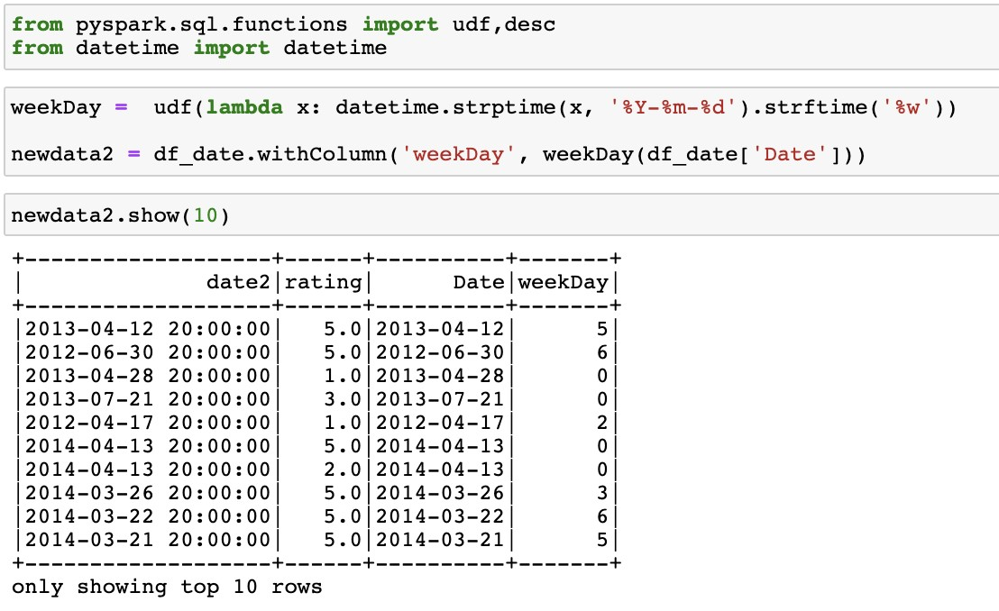 from pyspark.sql.functions import udf,desc
from datetime import datetime
weekDay =  udf(lambda x: datetime.strptime(x, '%Y-%m-%d').strftime('%w'))
newdata2 = df_date.withColumn('weekDay', weekDay(df_date['Date']))
newdata2.show(10)
+-------------------+------+----------+-------+
|              date2|rating|      Date|weekDay|
+-------------------+------+----------+-------+
|2013-04-12 20:00:00|   5.0|2013-04-12|      5|
|2012-06-30 20:00:00|   5.0|2012-06-30|      6|
|2013-04-28 20:00:00|   1.0|2013-04-28|      0|
|2013-07-21 20:00:00|   3.0|2013-07-21|      0|
|2012-04-17 20:00:00|   1.0|2012-04-17|      2|
|2014-04-13 20:00:00|   5.0|2014-04-13|      0|
|2014-04-13 20:00:00|   2.0|2014-04-13|      0|
|2014-03-26 20:00:00|   5.0|2014-03-26|      3|
|2014-03-22 20:00:00|   5.0|2014-03-22|      6|
|2014-03-21 20:00:00|   5.0|2014-03-21|      5|
+-------------------+------+----------+-------+
only showing top 10 rows